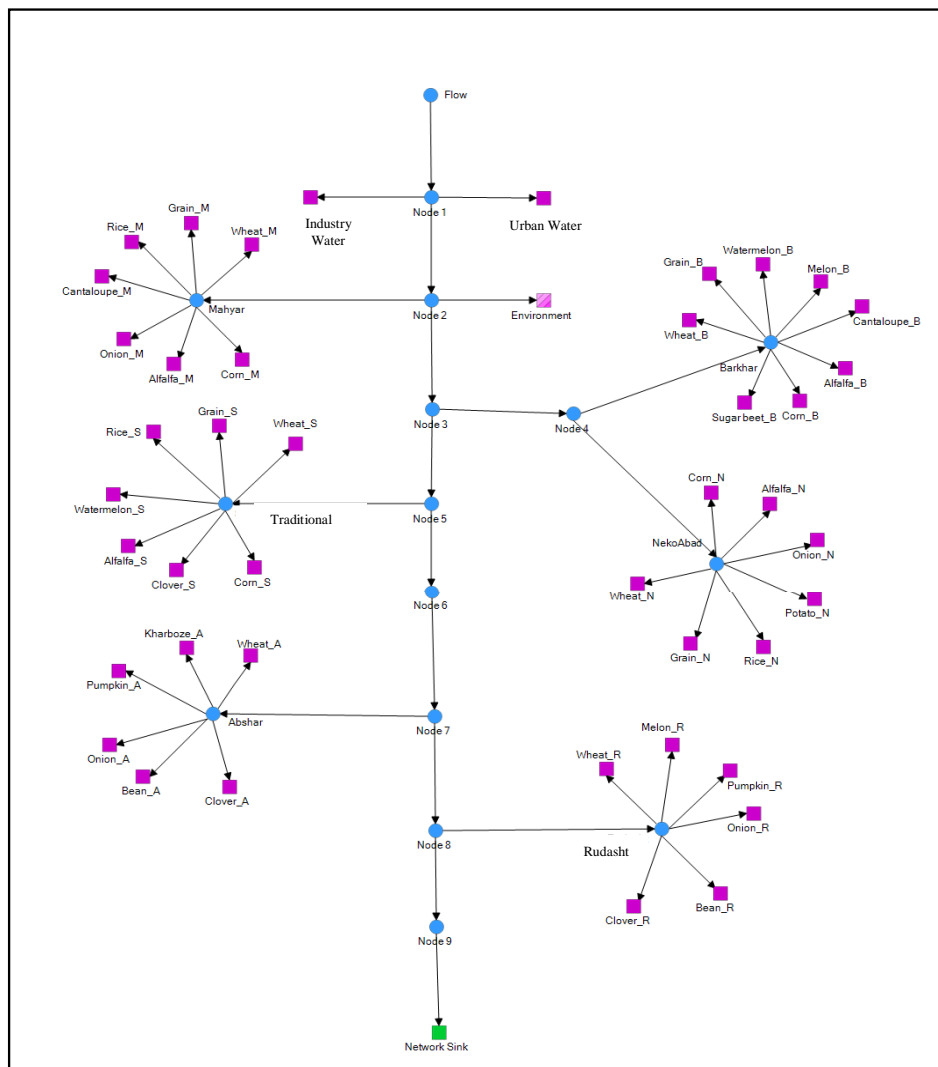 Flow
Node 1
Industry
Water
Urban Water
Grain_M
Rice_M
Wheat_M
Cantaloupe_M
Mahyar
Onion_M
Alfalfa_M
Corn_M
Node 2
Environment
Watermelon_B
Grain_B
Melon_B
Cantaloupe_B
Wheat_B
Barkhar
Alfalfa_B
Sugarbeet_B
Corn_B
Node 3
Node 4
Grain_S
Rice_S
Wheat_S
Watermelon_S
Traditional
Node 5
Alfalfa_S
Clover_S
Corn_S
Corn_N
Alfalfa_N
NekoAbad
Onion_N
Wheat_N
Potato_N
Grain_N
Rice_N
Node 6
Kharboze_A
Wheat_A
Pumpkin_A
Abshar
Node 7
Onion_A
Bean_A
Clover_A
Melon_R
Wheat_R
Pumpkin_R
Onion_R
Node 8
Rudasht
Clover_R
Bean_R
Node 9
Network Sink